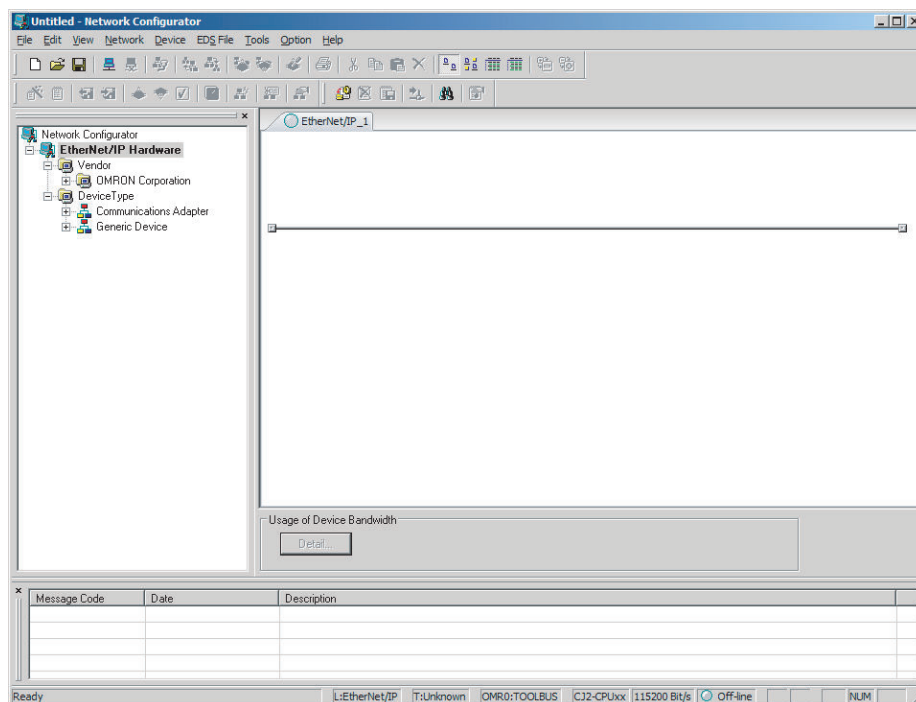 Untitled - Network Configurator
File Edit View Network Device EDS File Tools Option Help
EtherNet/IP_1
Network Configurator
EtherNet/IP Hardware
Vendor
OMRON Corporation
DeviceType
Communications Adapter
Generic Device
Usage of Device Bandwidth
Detail...
Message Code Date Description
Ready L:EtherNet/IP T:Unknown OMR0:TOOLBUS CJ2-CPUxx 115200 Bit/s Off-line NUM